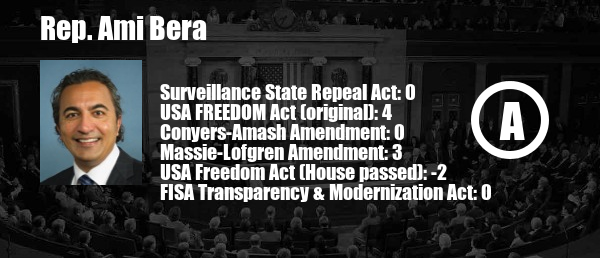 Rep. Ami Bera
Surveillance State Repeal Act: 0
USA FREEDOM Act (original): 4
Conyers-Amash Amendment: 0
Massie-Lofgren Amendment: 3
USA Freedom Act (House passed): -2
FISA Transparency & Modernization Act: 0
A